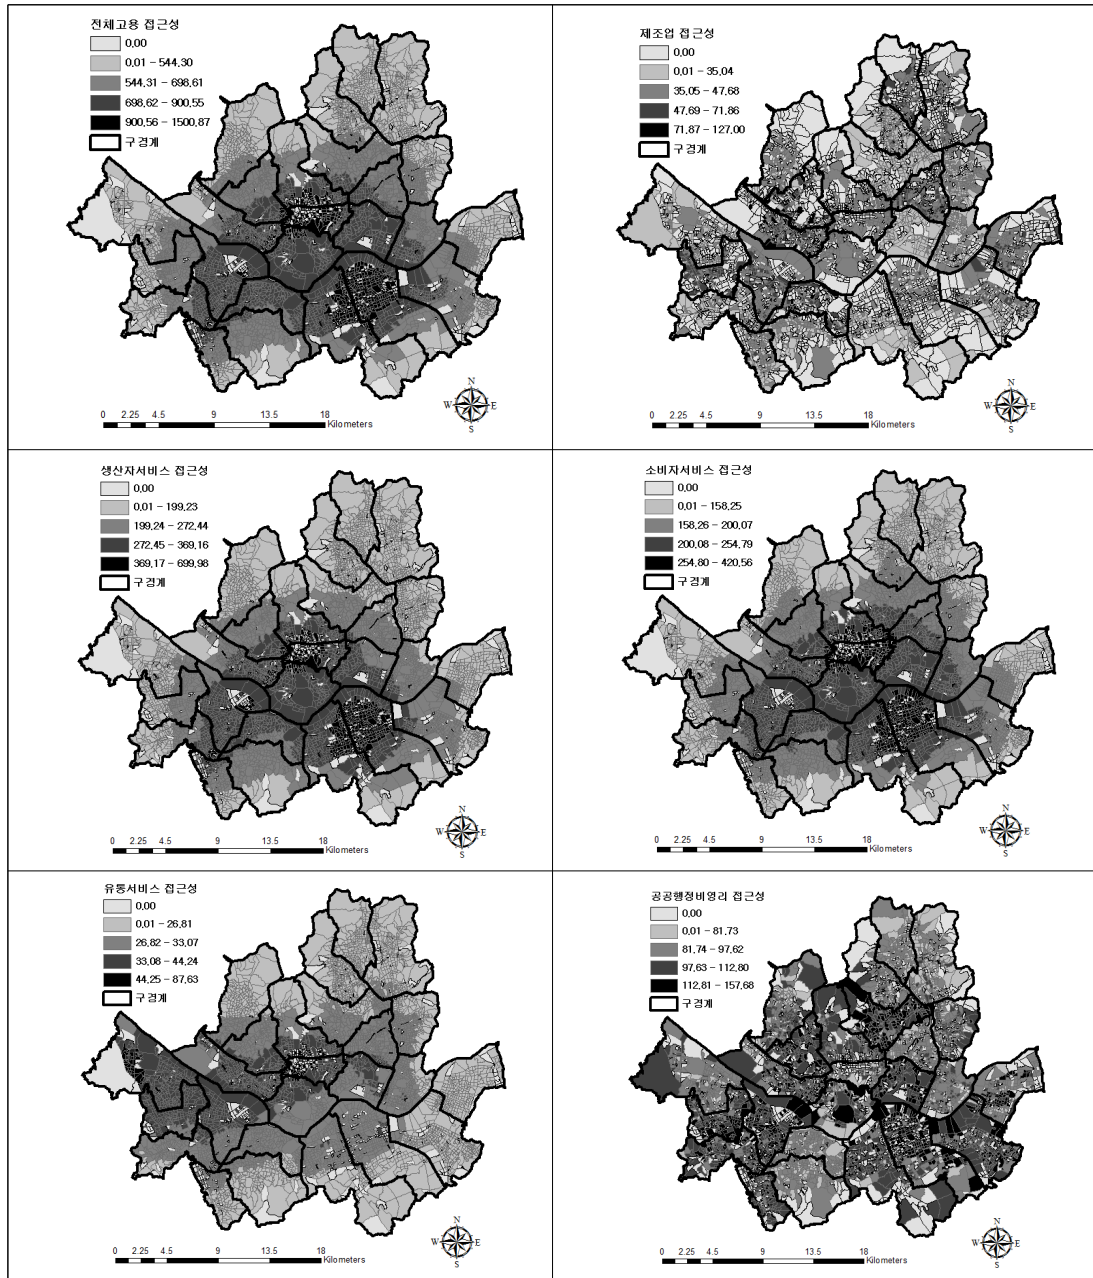 전체고용 접근성
0,00
0,01 - 544,30
544,31 - 698,61
698,62 - 900,55
900,56 - 1500,87
구경계
N
W E
S
0 2.25 4.5 9 13.5 18
Kilometers
제조업 접근성
0,00
0,01 - 35,04
35,05 - 47,68
47,69 - 71,86
71,87 - 127,00
구경계
N
W E
S
0 2.25 4.5 9 13.5 18
Kilometers
생산자서비스 접근성
0,00
0,01 - 199,23
199,24 - 272,44
272,45 - 369,16
369,17 - 699,98
구경계
N
W E
S
0 2.25 4.5 9 13.5 18
Kilometers
소비자서비스 접근성
0,00
0,01 - 158,25
158,26 - 200,07
200,08 - 254,79
254,80 - 420,56
구경계
N
W E
S
0 2.25 4.5 9 13.5 18
Kilometers
유통서비스 접근성
0,00
0,01 - 26,81
26,82 - 33,07
33,08 - 44,24
44,25 - 87,63
구경계
N
W E
S
0 2.25 4.5 9 13.5 18
Kilometers
공공행정비영리 접근성
0,00
0,01 - 81,73
81,74 - 97,62
97,63 - 112,80
112,81 - 157,68
구경계
N
W E
S
0 2.25 4.5 9 13.5 18
Kilometers